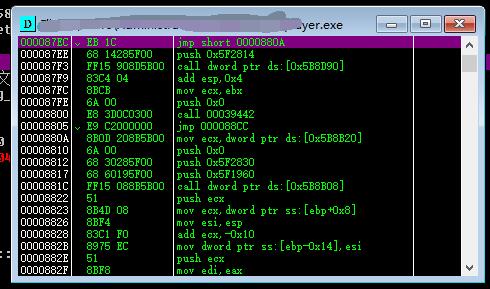 ayer.exe
000087EC EB 1C jmp short 0000880A
000087EE 68 14285F00 push 0x5F2814
000087F3 FF15 908D5B00 call dword ptr ds:[0x5B8D90]
000087F9 83C4 04 add esp,0x4
000087FC 8BCB mov ecx,ebx
000087FE 6A 00 push 0x0
00008800 E8 3D0C0300 call 00039442
00008805 E9 C2000000 jmp 000088CC
0000880A 8B0D 208B5B00 mov ecx,dword ptr ds:[0x5B8B20]
00008810 6A 00 push 0x0
00008812 68 30285F00 push 0x5F2830
00008817 68 60195F00 push 0x5F1960
0000881C FF15 088B5B00 call dword ptr ds:[0x5B8B08]
00008822 51 push ecx
00008823 8B4D 08 mov ecx,dword ptr ss:[ebp+0x8]
00008826 8BF4 mov esi,esp
00008828 83C1 F0 add ecx,-0x10
0000882B 8975 EC mov dword ptr ss:[ebp-0x14],esi
0000882E 51 push ecx
0000882F 8BF8 mov edi,eax